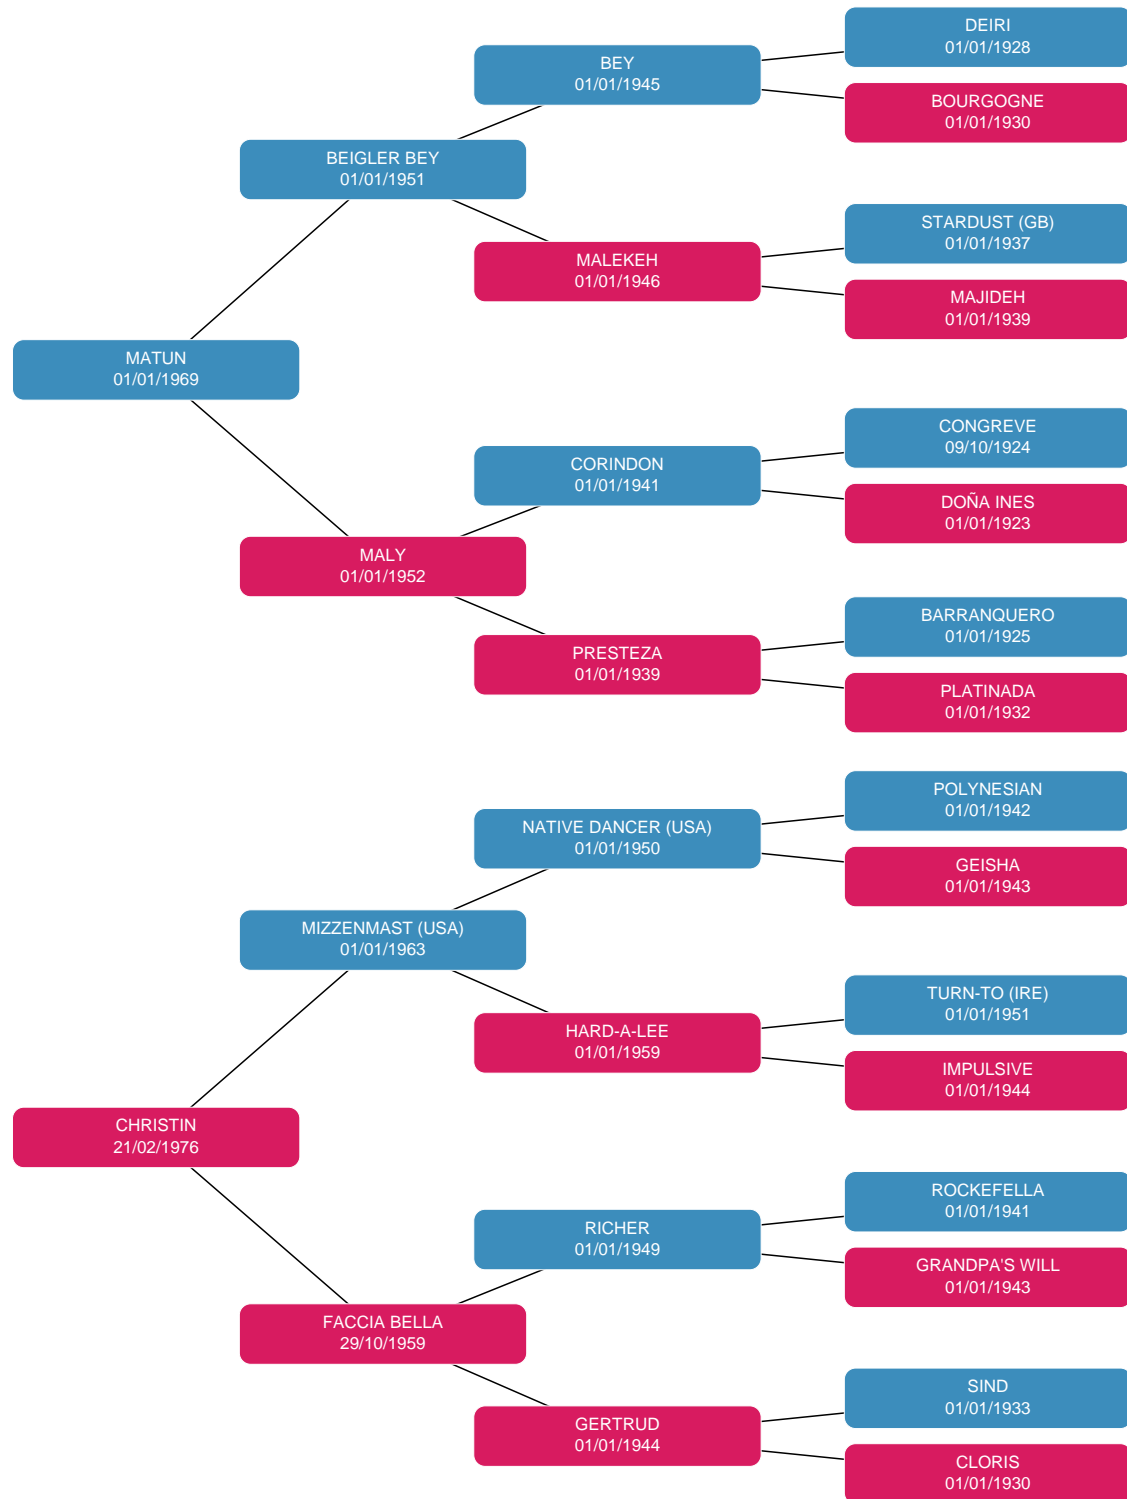 DEIRI
01/01/1928
BEY
01/01/1945
BOURGOGNE
01/01/1930
BEIGLER BEY
01/01/1951
STARDUST (GB)
01/01/1937
MALEKEH
01/01/1946
MAJIDEH
01/01/1939
MATUN
01/01/1969
CONGREVE
09/10/1924
CORINDON
01/01/1941
DOÑA INES
01/01/1923
MALY
01/01/1952
BARRANQUERO
01/01/1925
PRESTEZA
01/01/1939
PLATINADA
01/01/1932
POLYNESIAN
01/01/1942
NATIVE DANCER (USA)
01/01/1950
GEISHA
01/01/1943
MIZZENMAST (USA)
01/01/1963
TURN-TO (IRE)
01/01/1951
HARD-A-LEE
01/01/1959
IMPULSIVE
01/01/1944
CHRISTIN
21/02/1976
ROCKEFELLA
01/01/1941
RICHER
01/01/1949
GRANDPA'S WILL
01/01/1943
FACCIA BELLA
29/10/1959
SIND
01/01/1933
GERTRUD
01/01/1944
CLORIS
01/01/1930